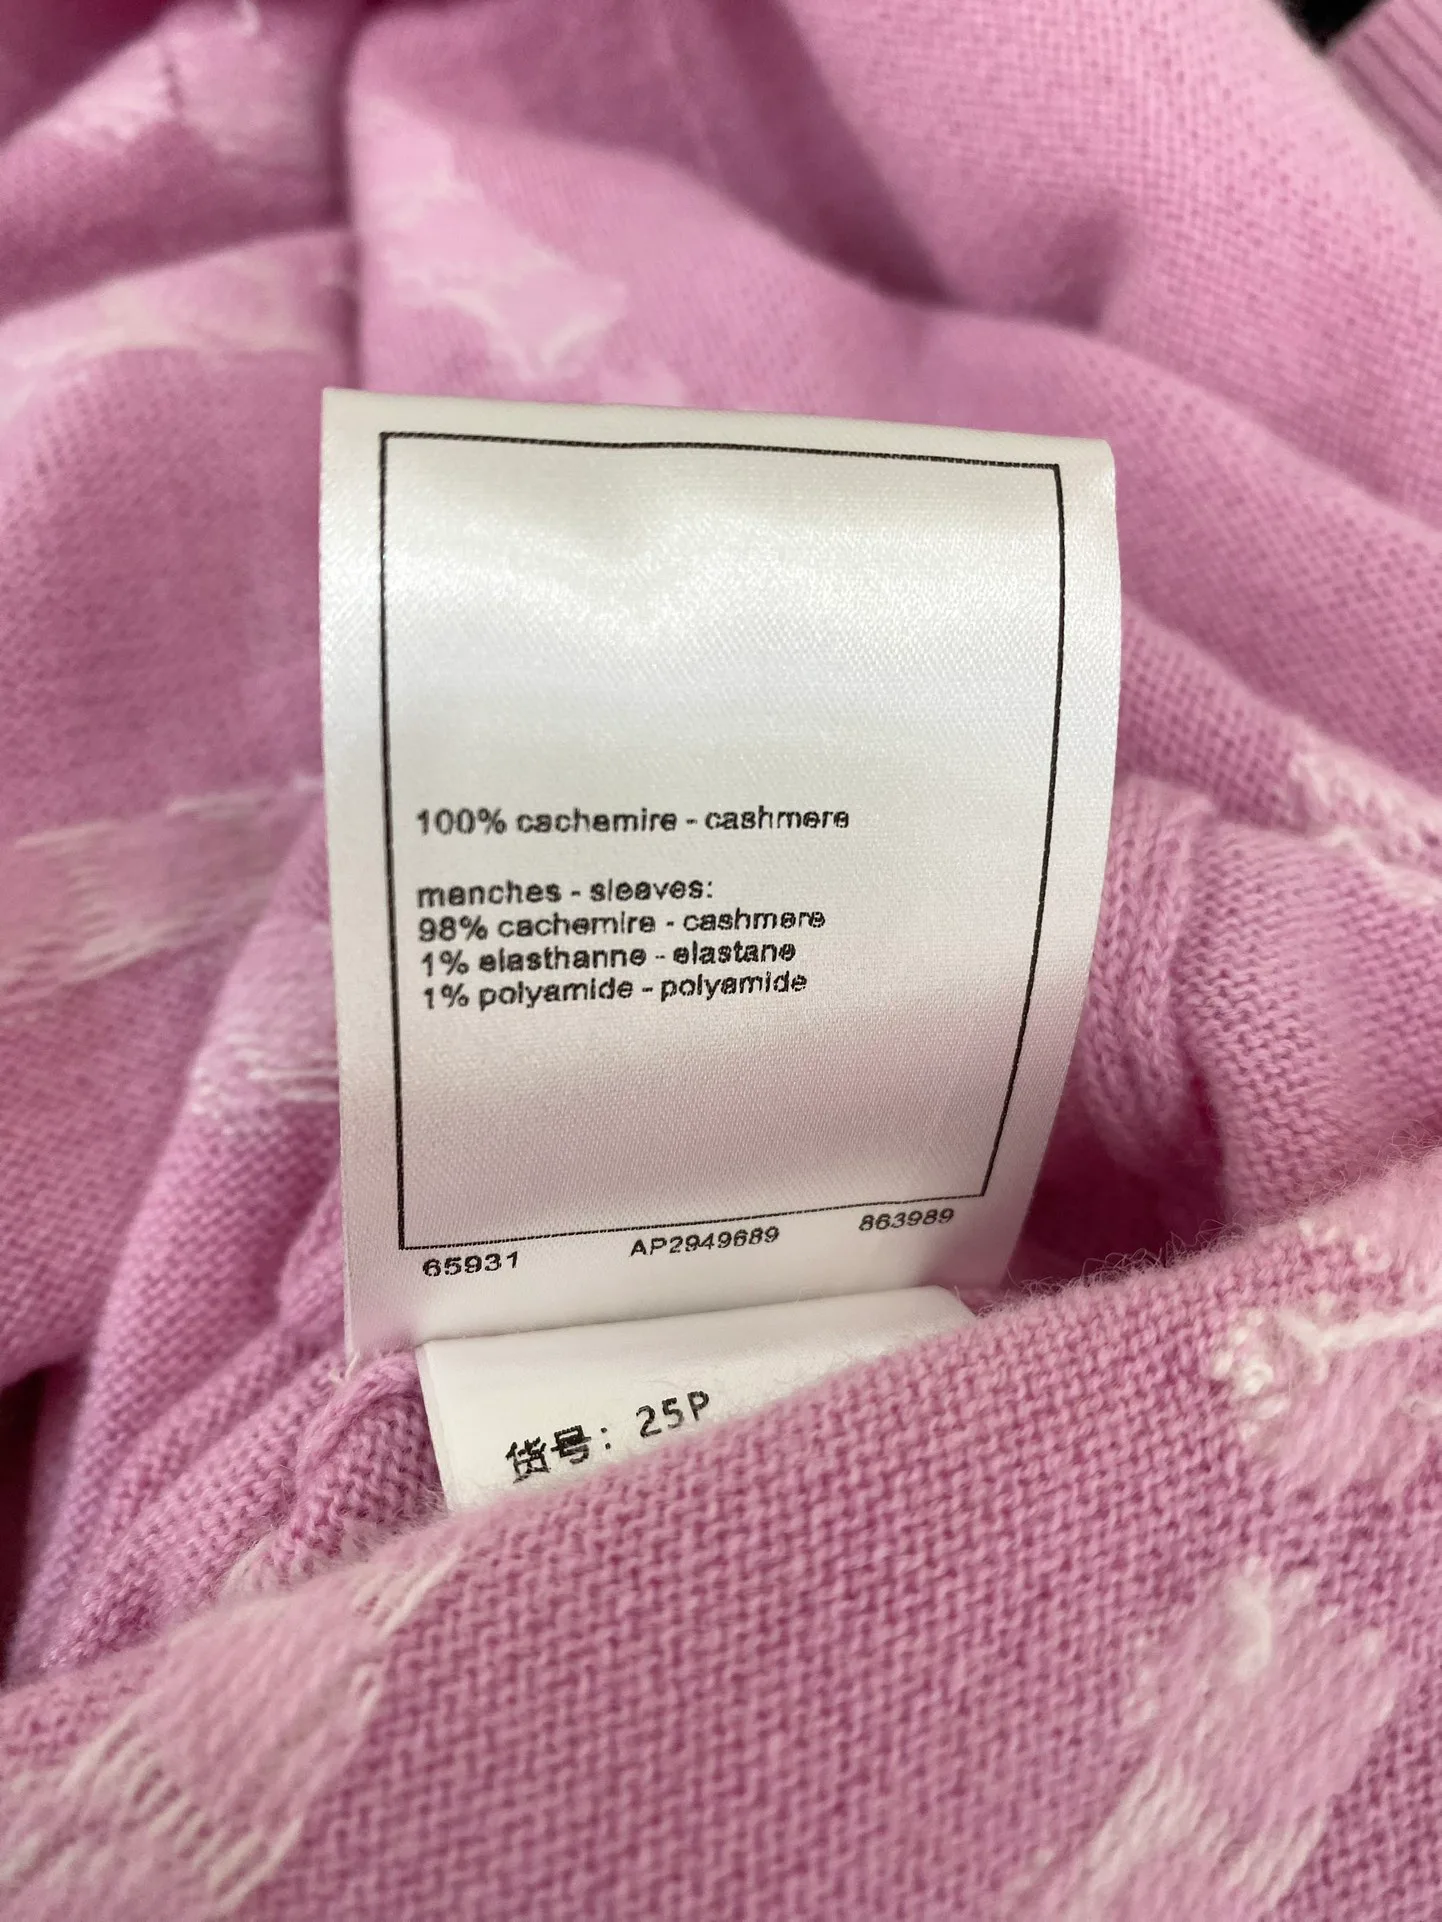 100% cachemire - cashmere
manches - sleeves:
98% cachemire - cashmere
1% elasthanne - elastane
1% polyamide - polyamide
65931 AP2949689 863989
货号: 25P